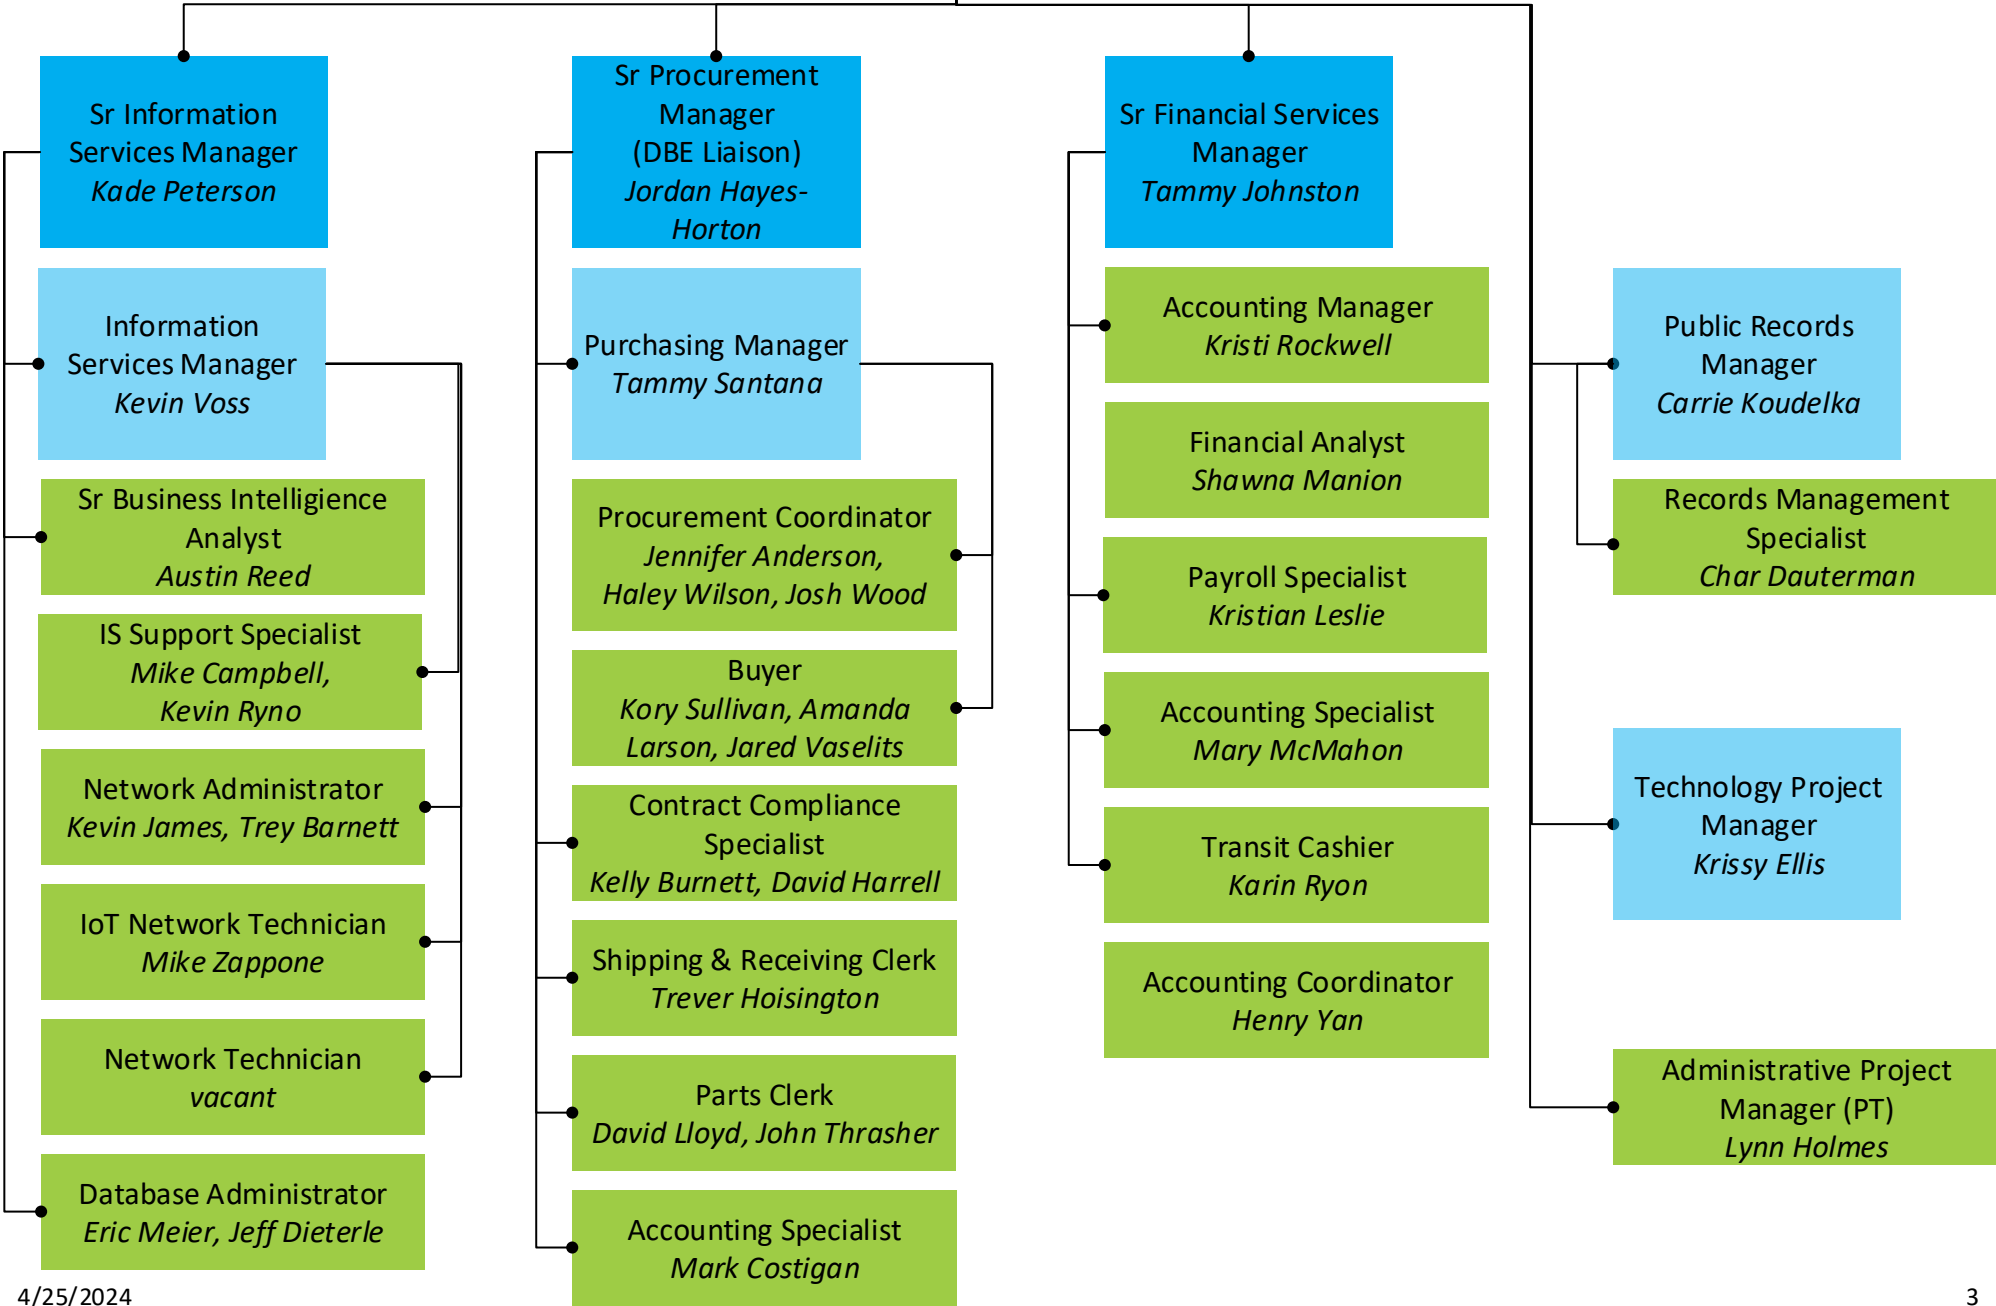 Sr Information
Services Manager
Kade Peterson
Information
Services Manager
Kevin Voss
Sr Business Intelligience
Analyst
Austin Reed
IS Support Specialist
Mike Campbell,
Kevin Ryno
Network Administrator
Kevin James, Trey Barnett
IoT Network Technician
Mike Zappone
Network Technician
vacant
Database Administrator
Eric Meier, Jeff Dieterle
Sr Procurement
Manager
(DBE Liaison)
Jordan Hayes-
Horton
Purchasing Manager
Tammy Santana
Procurement Coordinator
Jennifer Anderson,
Haley Wilson, Josh Wood
Buyer
Kory Sullivan, Amanda
Larson, Jared Vaselits
Contract Compliance
Specialist
Kelly Burnett, David Harrell
Shipping & Receiving Clerk
Trever Hoisington
Parts Clerk
David Lloyd, John Thrasher
Accounting Specialist
Mark Costigan
Sr Financial Services
Manager
Tammy Johnston
Accounting Manager
Kristi Rockwell
Financial Analyst
Shawna Manion
Payroll Specialist
Kristian Leslie
Accounting Specialist
Mary McMahon
Transit Cashier
Karin Ryon
Accounting Coordinator
Henry Yan
Public Records
Manager
Carrie Koudelka
Records Management
Specialist
Char Dauterman
Technology Project
Manager
Krissy Ellis
Administrative Project
Manager (PT)
Lynn Holmes
4/25/2024
3